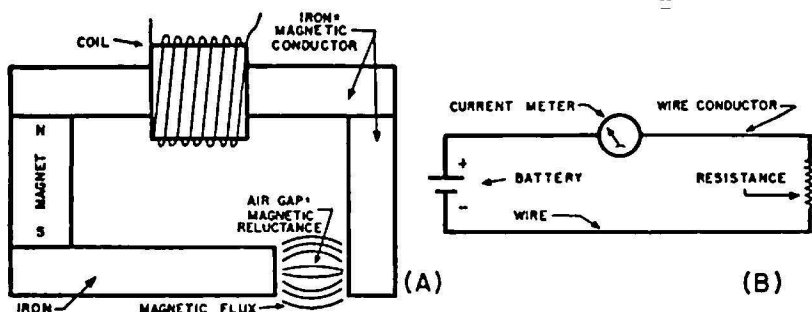 COIL
IRON=
MAGNETIC
CONDUCTOR
N
MAGNET
S
AIR GAP=
MAGNETIC
RELUCTANCE
IRON
MAGNETIC FLUX
(A)
CURRENT METER
WIRE CONDUCTOR
+
BATTERY
-
RESISTANCE
WIRE
(B)